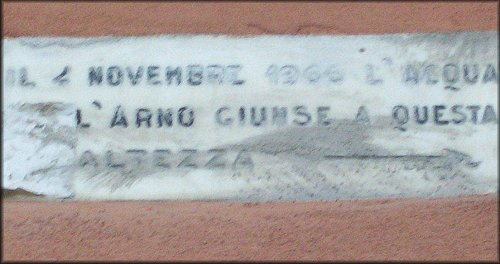 IL 4 NOVEMBRE 1966 L'ACQUA
L'ARNO GIUNSE A QUESTA
ALTEZZA